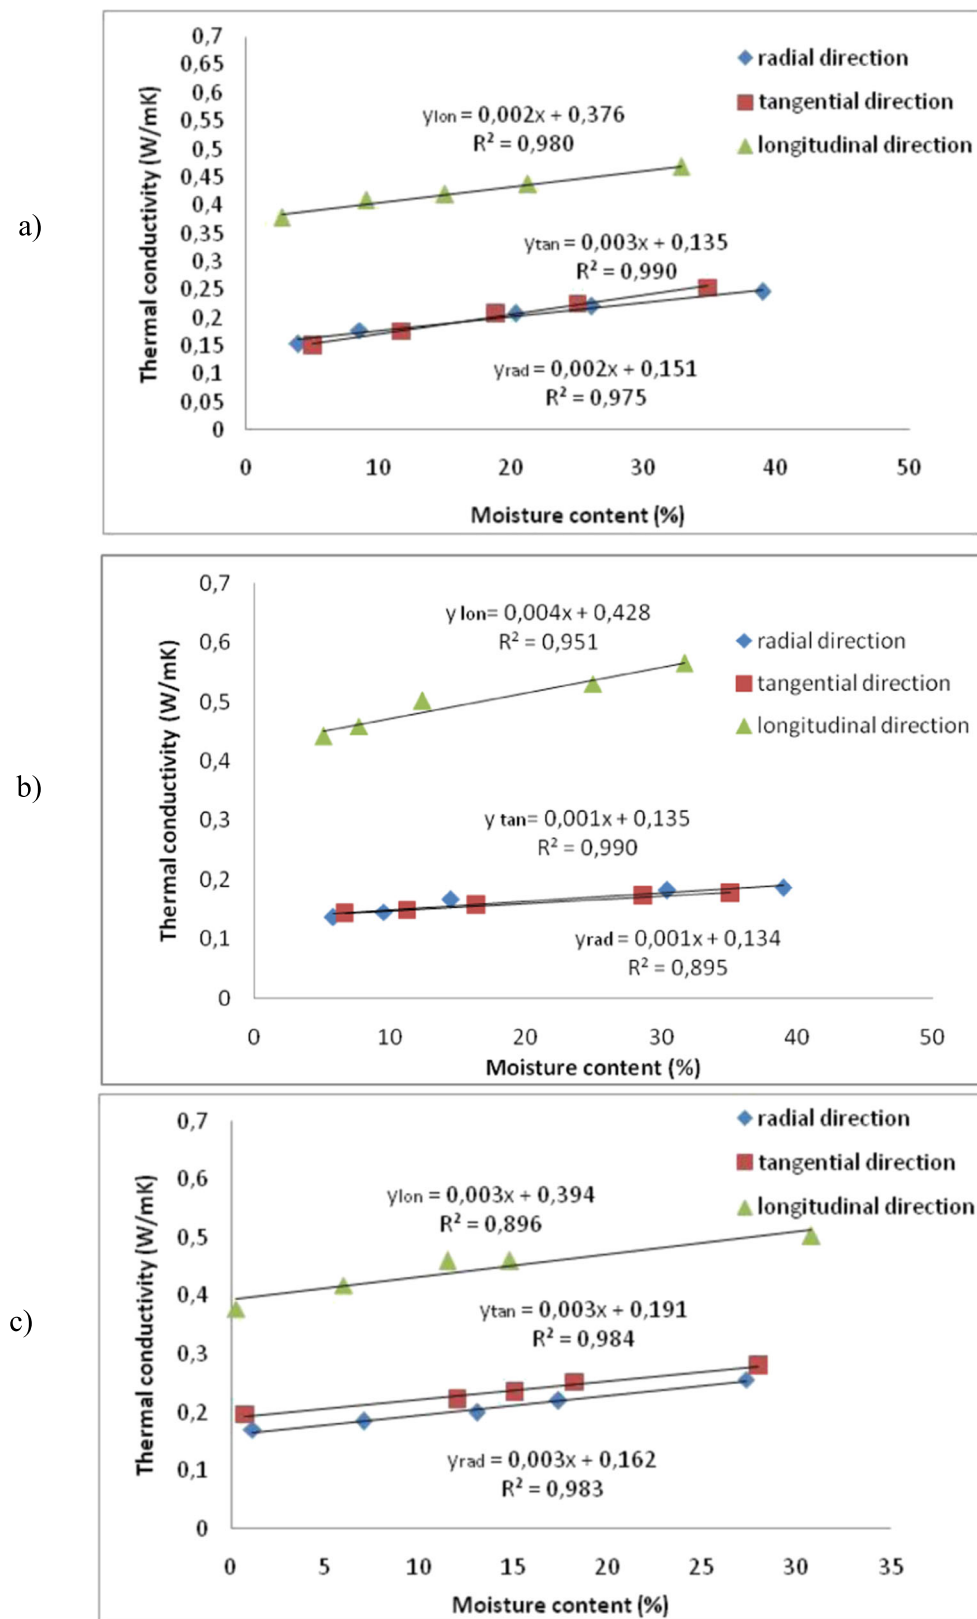 a)
Thermal conductivity (W/mK)
0,7
0,65
0,6
0,55
0,5
0,45
0,4
0,35
0,3
0,25
0,2
0,15
0,1
0,05
0
radial direction
tangential direction
longitudinal direction
ylon = 0,002x + 0,376
R² = 0,980
ytan = 0,003x + 0,135
R² = 0,990
yrad = 0,002x + 0,151
R² = 0,975
0 10 20 30 40 50
Moisture content (%)
b)
Thermal conductivity (W/mK)
0,7
0,6
0,5
0,4
0,3
0,2
0,1
0
y lon= 0,004x + 0,428
R² = 0,951
radial direction
tangential direction
longitudinal direction
y tan= 0,001x + 0,135
R² = 0,990
yrad = 0,001x + 0,134
R² = 0,895
0 10 20 30 40 50
Moisture content (%)
c)
Thermal conductivity (W/mK)
0,7
0,6
0,5
0,4
0,3
0,2
0,1
0
radial direction
tangential direction
longitudinal direction
ylon = 0,003x + 0,394
R² = 0,896
ytan = 0,003x + 0,191
R² = 0,984
yrad = 0,003x + 0,162
R² = 0,983
0 5 10 15 20 25 30 35
Moisture content (%)